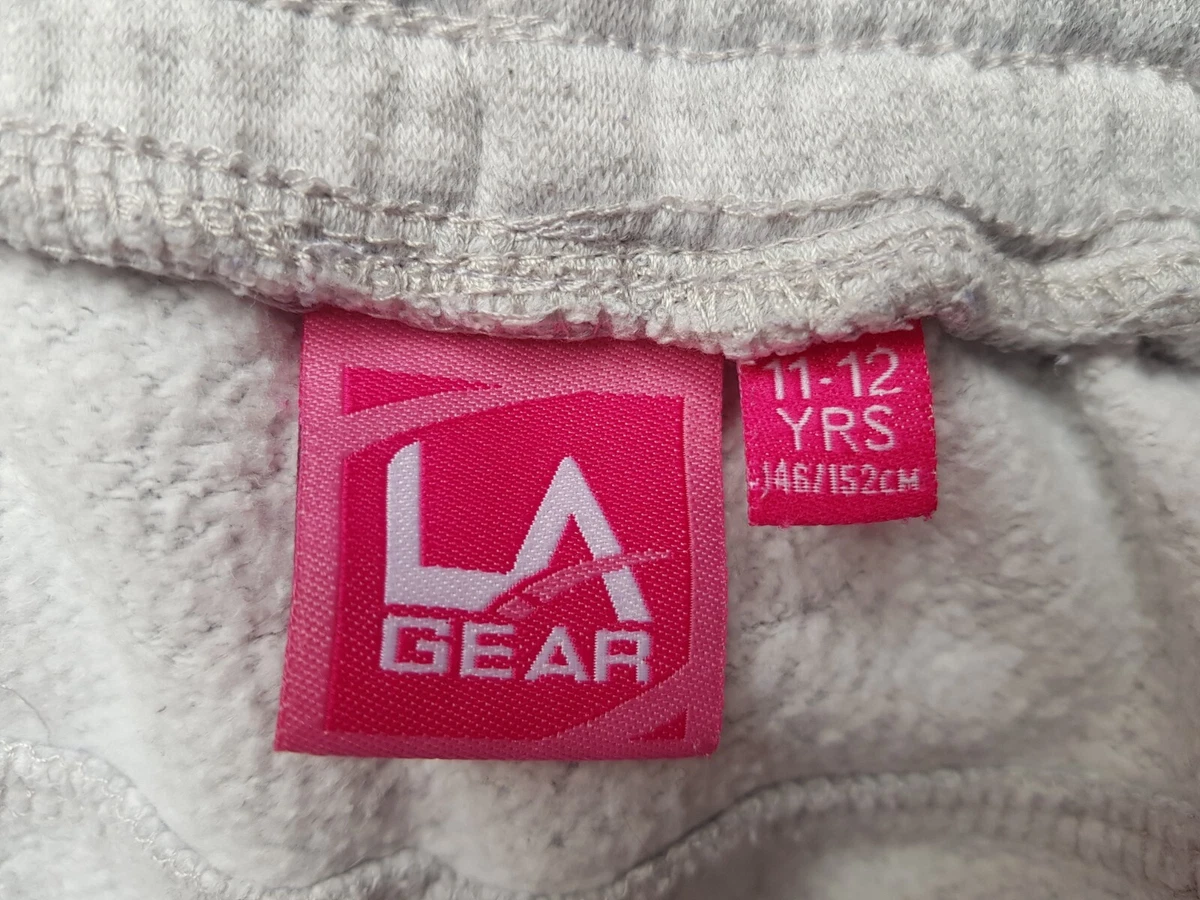 LA
GEAR
11-12
YRS
146/152CM